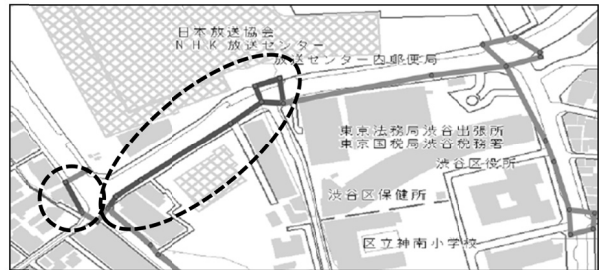 日本放送協会
NHK放送センター
放送センター内郵便局
東京法務局渋谷出張所
東京国税局渋谷税務署
渋谷区役所
渋谷区保健所
区立神南小学校